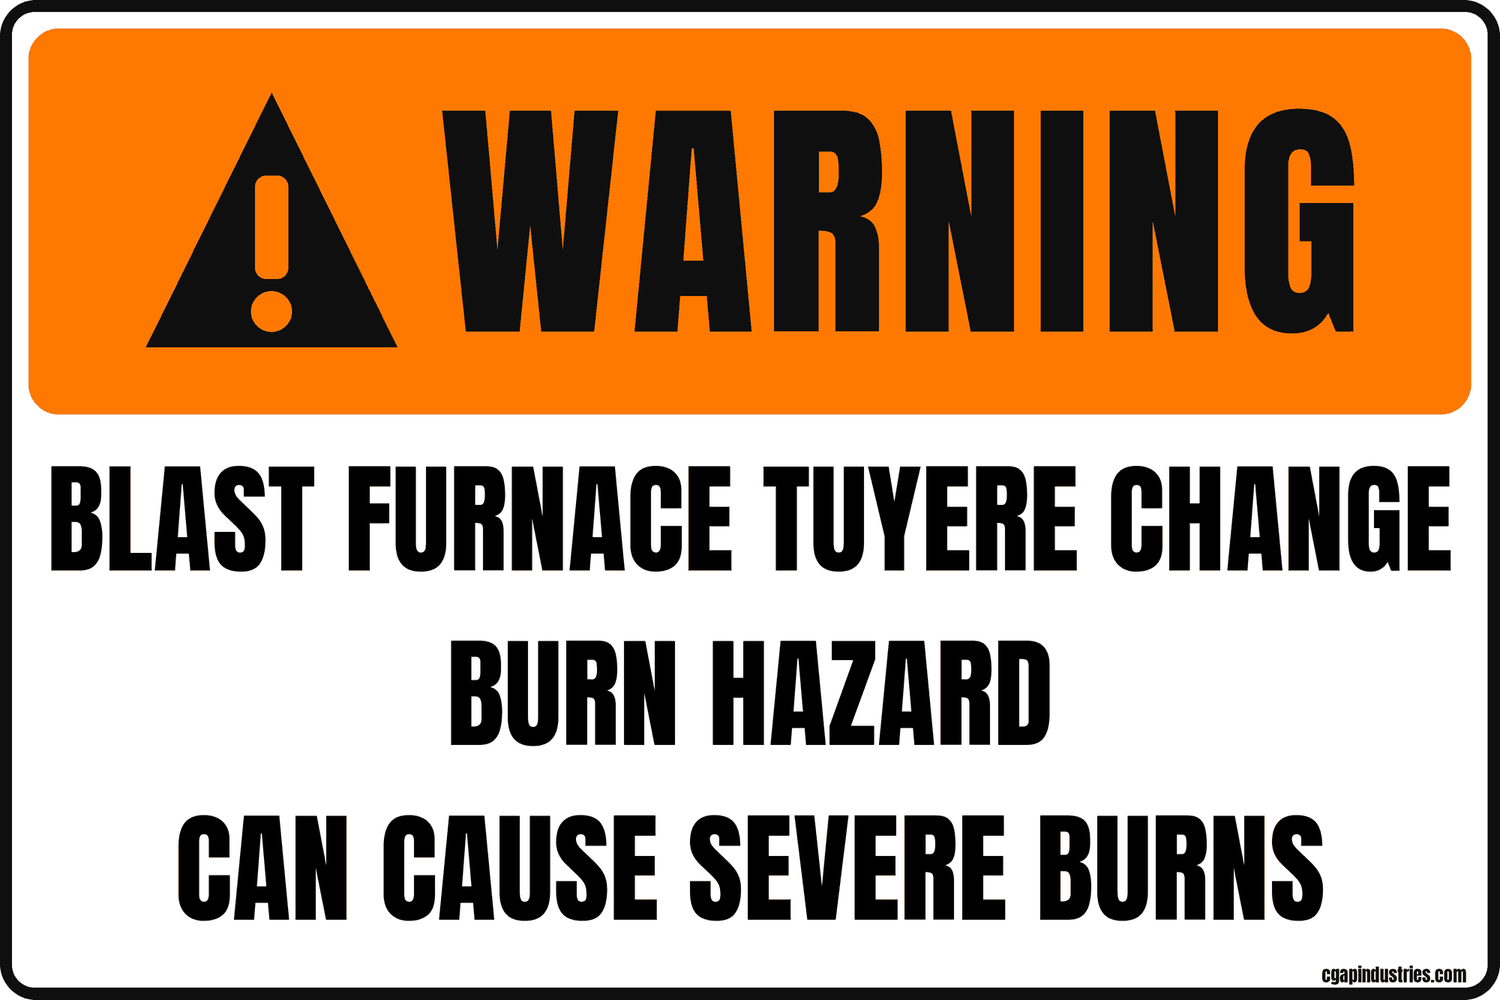 WARNING
BLAST FURNACE TUYERE CHANGE
BURN HAZARD
CAN CAUSE SEVERE BURNS
cgapindustries.com